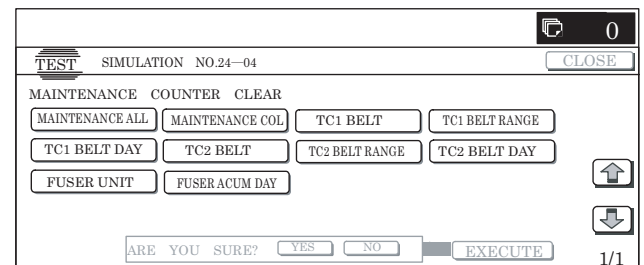 0
TEST SIMULATION NO.24—04 CLOSE
MAINTENANCE COUNTER CLEAR
MAINTENANCE ALL MAINTENANCE COL TC1 BELT TC1 BELT RANGE
TC1 BELT DAY TC2 BELT TC2 BELT RANGE TC2 BELT DAY
FUSER UNIT FUSER ACUM DAY
ARE YOU SURE? YES NO EXECUTE
1/1